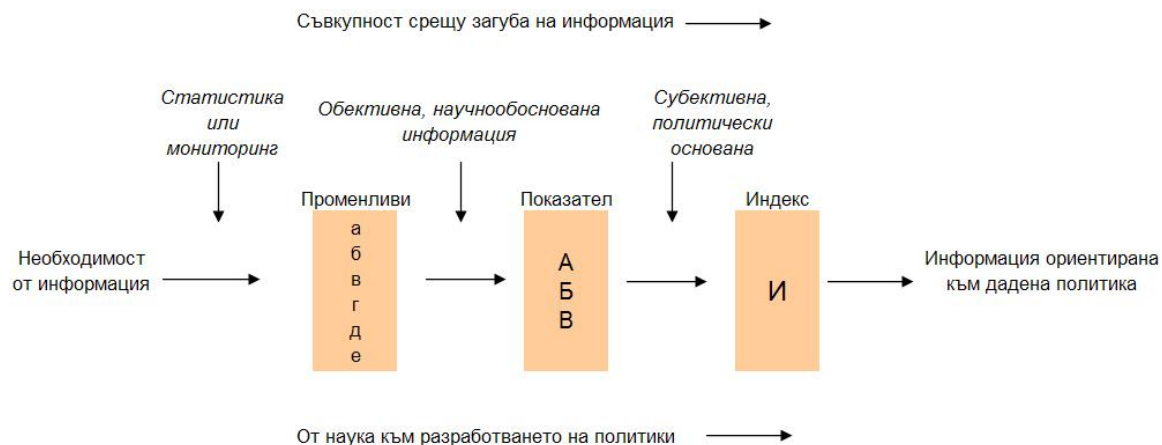 Съвкупност срещу загуба на информация
Статистика
или
мониторинг
Обективна, научнообоснована
информация
Субективна,
политически
основана
Променливи
Показател
Индекс
Необходимост
от информация
а
б
в
г
д
е
А
Б
В
И
Информация ориентирана
към дадена политика
От наука към разработването на политики